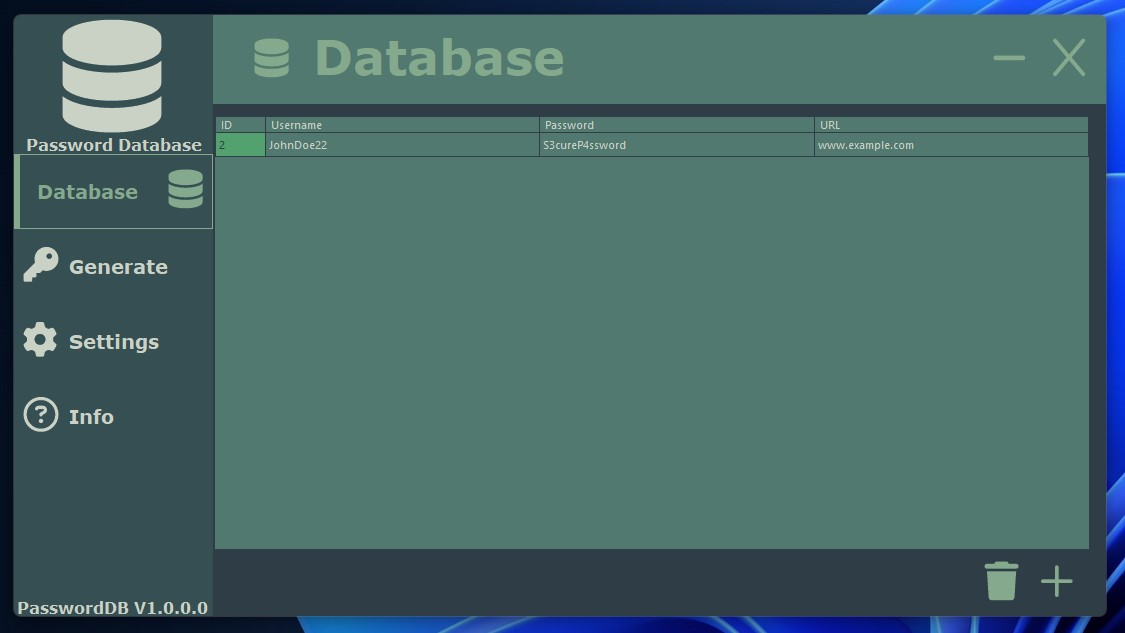 Password Database
Database
Generate
Settings
Info
PasswordDB V1.0.0.0
Database
ID Username Password URL
2 JohnDoe22 S3cureP4ssword www.example.com